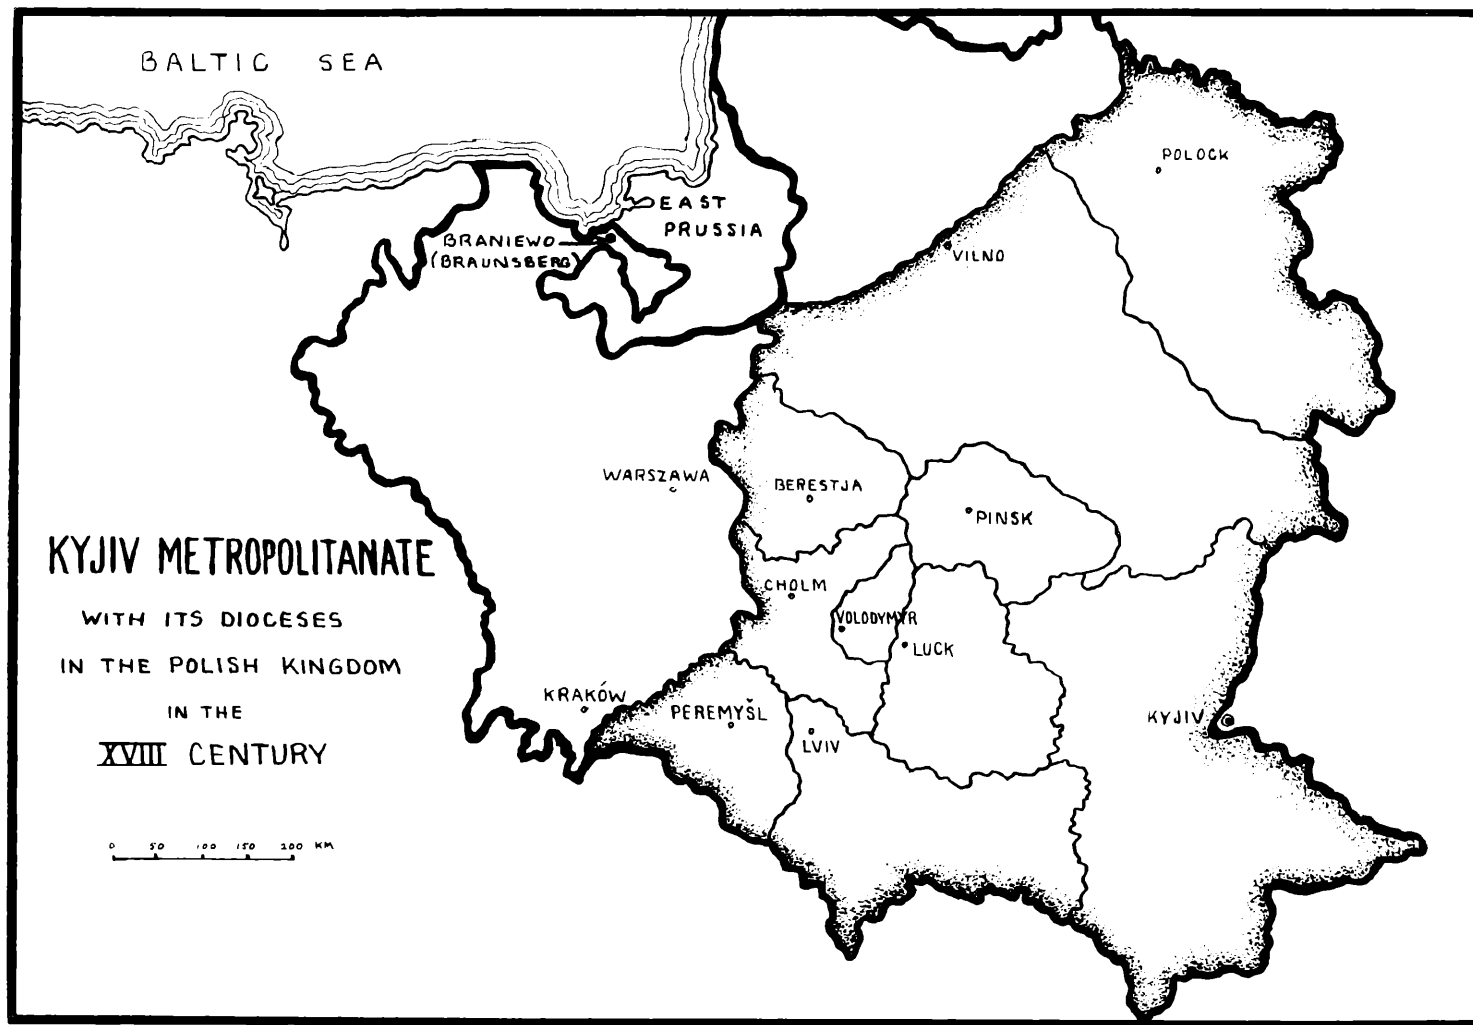 BALTIC SEA
POLOCK
EAST
PRUSSIA
BRANIEWO
(BRAUNSBERG)
VILNO
WARSZAWA
BERESTJA
PINSK
KYJIV METROPOLITANATE
WITH ITS DIOCESES
IN THE POLISH KINGDOM
IN THE
XVIII CENTURY
CHOLM
VOLODYMYR
LUCK
KRAKÓW
PEREMYŠL
LVIV
KYJIV
0 50 100 150 200 KM